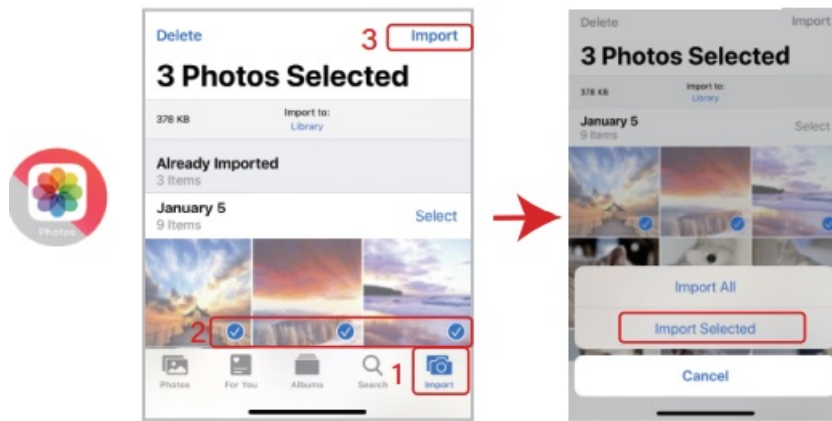 Photos
Delete
3
Import
3 Photos Selected
378 KB
Import to:
Library
Already Imported
3 Items
January 5
9 Items
Select
2
Photos
For You
Albums
Search
1
Import
Delete
Import
3 Photos Selected
378 KB
Import to:
Library
January 5
9 Items
Select
Import All
Import Selected
Cancel